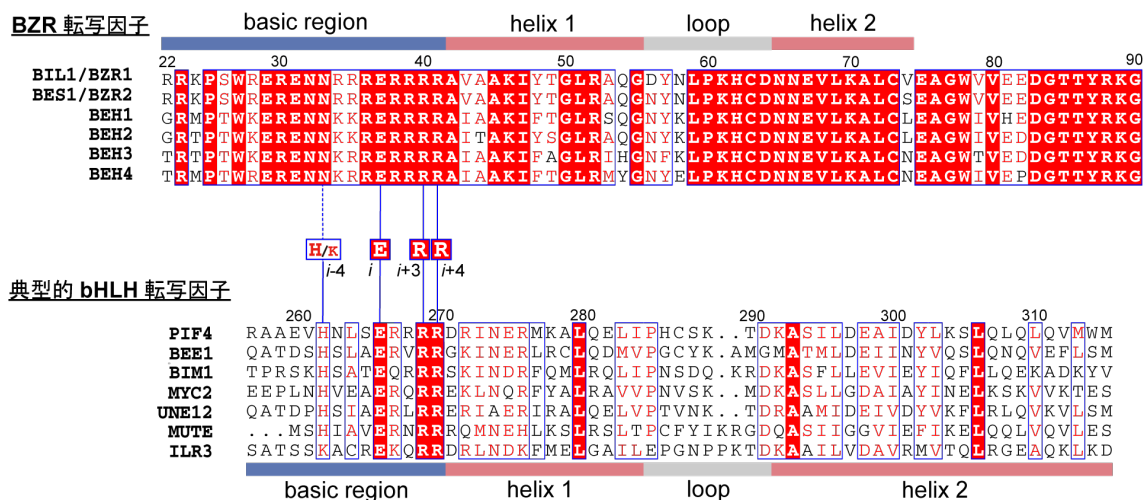 BZR 転写因子
basic region helix 1 loop helix 2
22 30 40 50 60 70 80 90
BIL1/BZR1 RRKPSWRERENNRRRERRRRAVAAKIYTGLRAQGDYNLPKHCDNNEVLKALCVEAGWVVEEDGTTYRKG
BES1/BZR2 RRKPSWRERENNRRRERRRRAVAAKIYTGLRAQGNYNLPKHCDNNEVLKALCSEAGWVVEEDGTTYRKG
BEH1 GRMPTWKERENNKRRERRRRAIAAKIFTGLRSQGNYKLPKHCDNNEVLKALCLEAGWIVHEDGTTYRKG
BEH2 GRTPTWKERENNKRRERRRRAITAKIYSGLRAQGNYKLPKHCDNNEVLKALCLEAGWIVEDDGTTYRKG
BEH3 TRTPTWKERENNKRRERRRRAIAAKIFAGLRIHGNFKLPKHCDNNEVLKALCNEAGWTVEDDGTTYRKG
BEH4 TRMPTWKERENNKRRERRRRAIAAKIFTGLRMYGNYELPKHCDNNEVLKALCNEAGWIVEPDGTTYRKG
H/K E R R
i-4 i i+3 i+4
典型的 bHLH 転写因子
260 270 280 290 300 310
PIF4 RAAEVHNLSERRRRDRINERMKALQELIPHCSK..TDKASILDEAIDYLKSLQLQLQVMWM
BEE1 QATDSHSLAERVRRGKINERLRCLQDMVPGCYK.AMGMATMLDEIINYVQSLQNQVEFLSM
BIM1 TPRSKHSATEQRRRSKINDRFQMLRQLIPNSDQ.KRDKASFLLEVIEYIQFLQEKADKYV
MYC2 EEPLNHVEAERQRREKLNQRFYALRAVVPNVSK..MDKASLLGDAIAYINELKSKVVKTES
UNE12 QATDPHSIAERLRRERIAERIRALQELVPTVNK..TDRAAMIDEIVDYVKFLRLQVKVLSM
MUTE ...MSHIAVERNRRRQMNEHLKSLRSLTPCFYIKRGDQASIIGGVIEFIKELQQLVQVLES
ILR3 SATSSKACREKQRRDRLNDKFMELGAILEPGNPPKTDKAAILVDAVRMVTQLRGEAQKLKD
basic region helix 1 loop helix 2